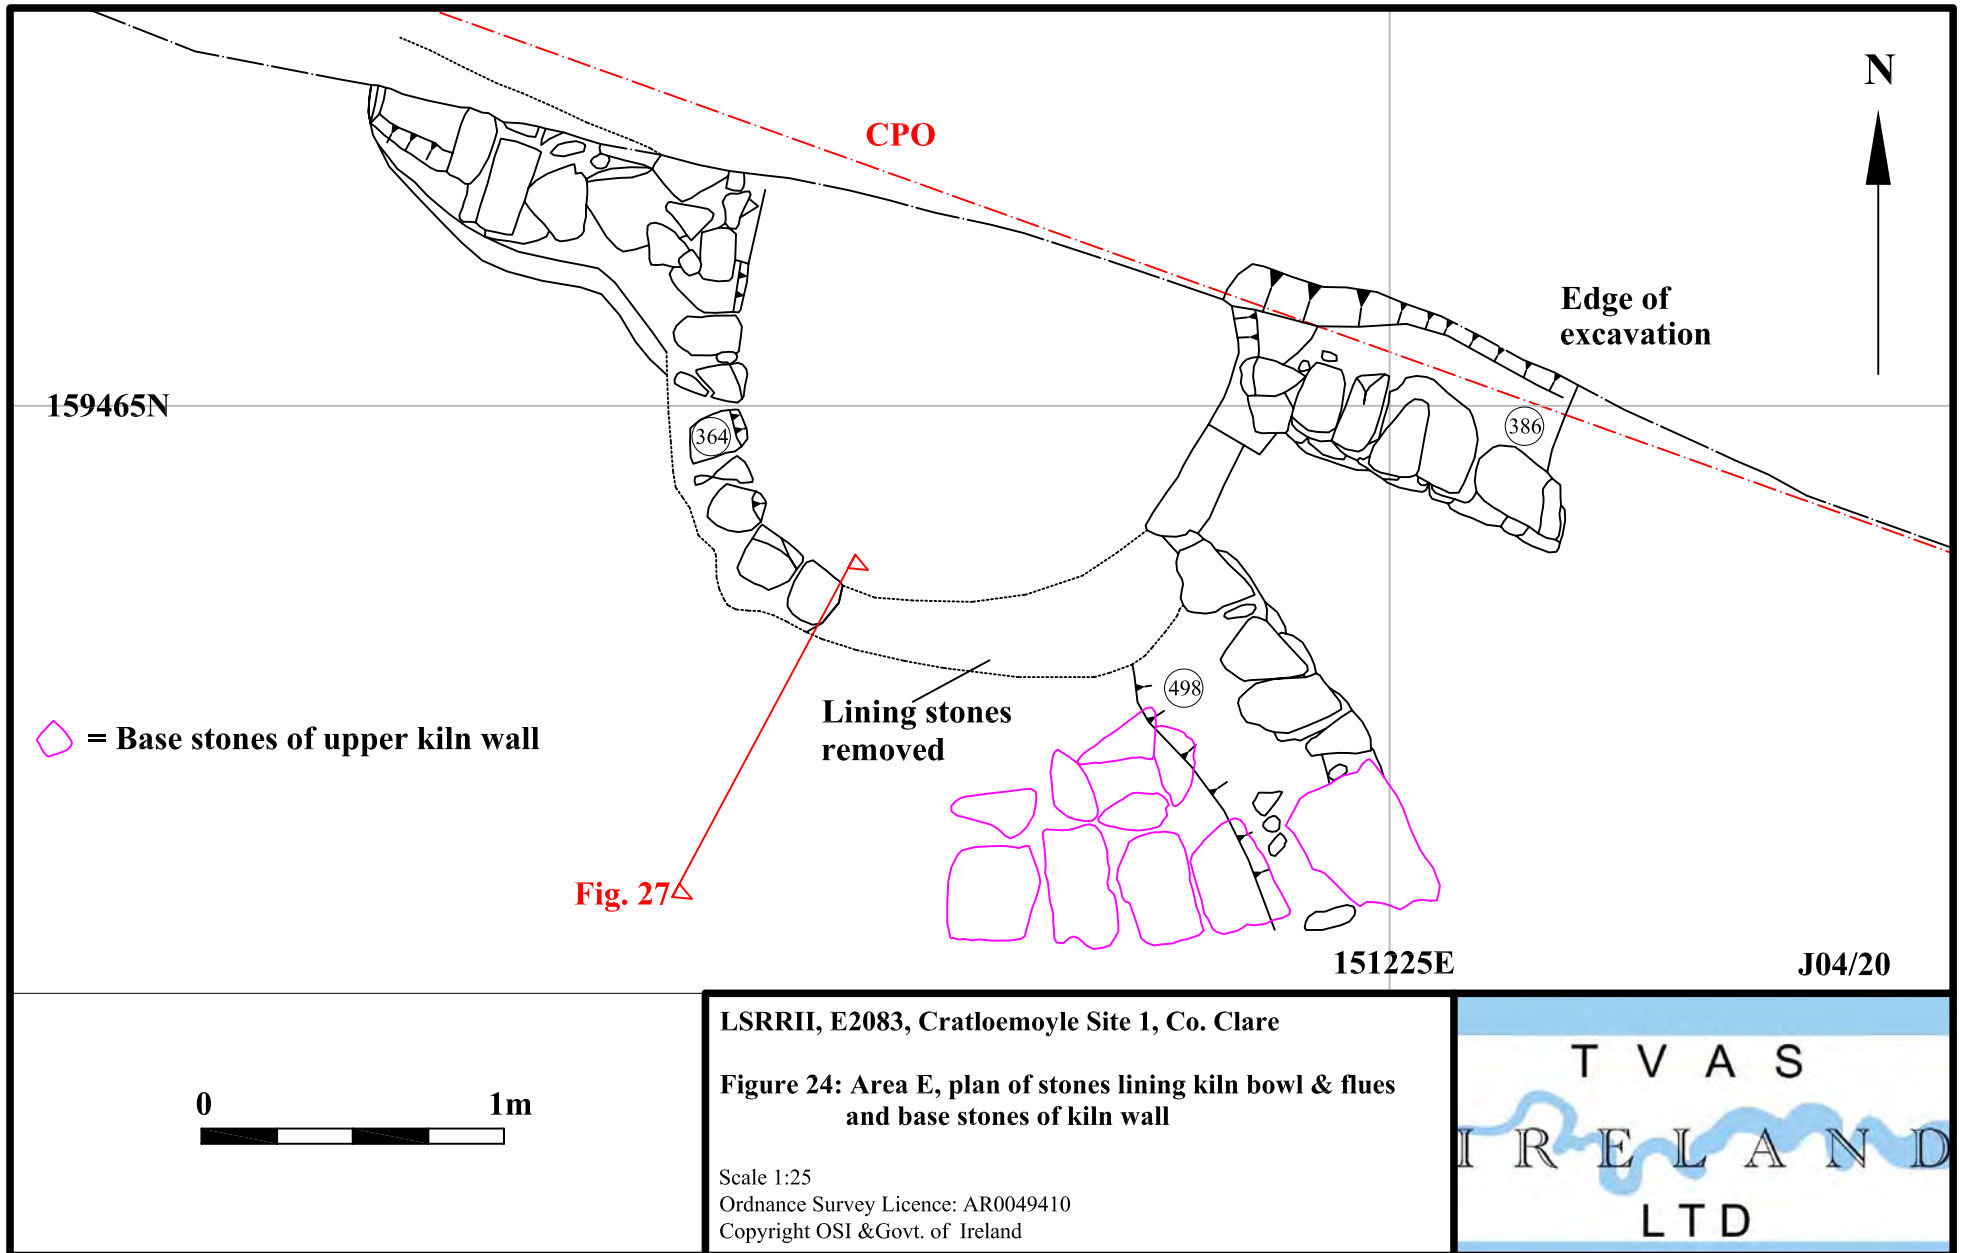 N
CPO
Edge of
excavation
159465N
364
386
498
Lining stones
removed
= Base stones of upper kiln wall
Fig. 27
151225E
J04/20
0 1m
LSRRII, E2083, Cratloemoyle Site 1, Co. Clare
Figure 24: Area E, plan of stones lining kiln bowl & flues
and base stones of kiln wall
Scale 1:25
Ordnance Survey Licence: AR0049410
Copyright OSI &Govt. of Ireland
T V A S
I R E L A N D
L T D